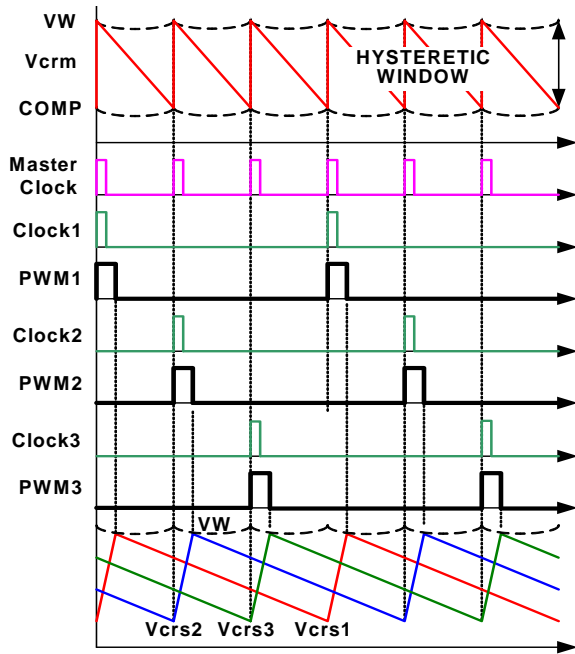 VW
Vcrm
HYSTERETIC
WINDOW
COMP
Master
Clock
Clock1
PWM1
Clock2
PWM2
Clock3
PWM3
VW
Vcrs2 Vcrs3 Vcrs1